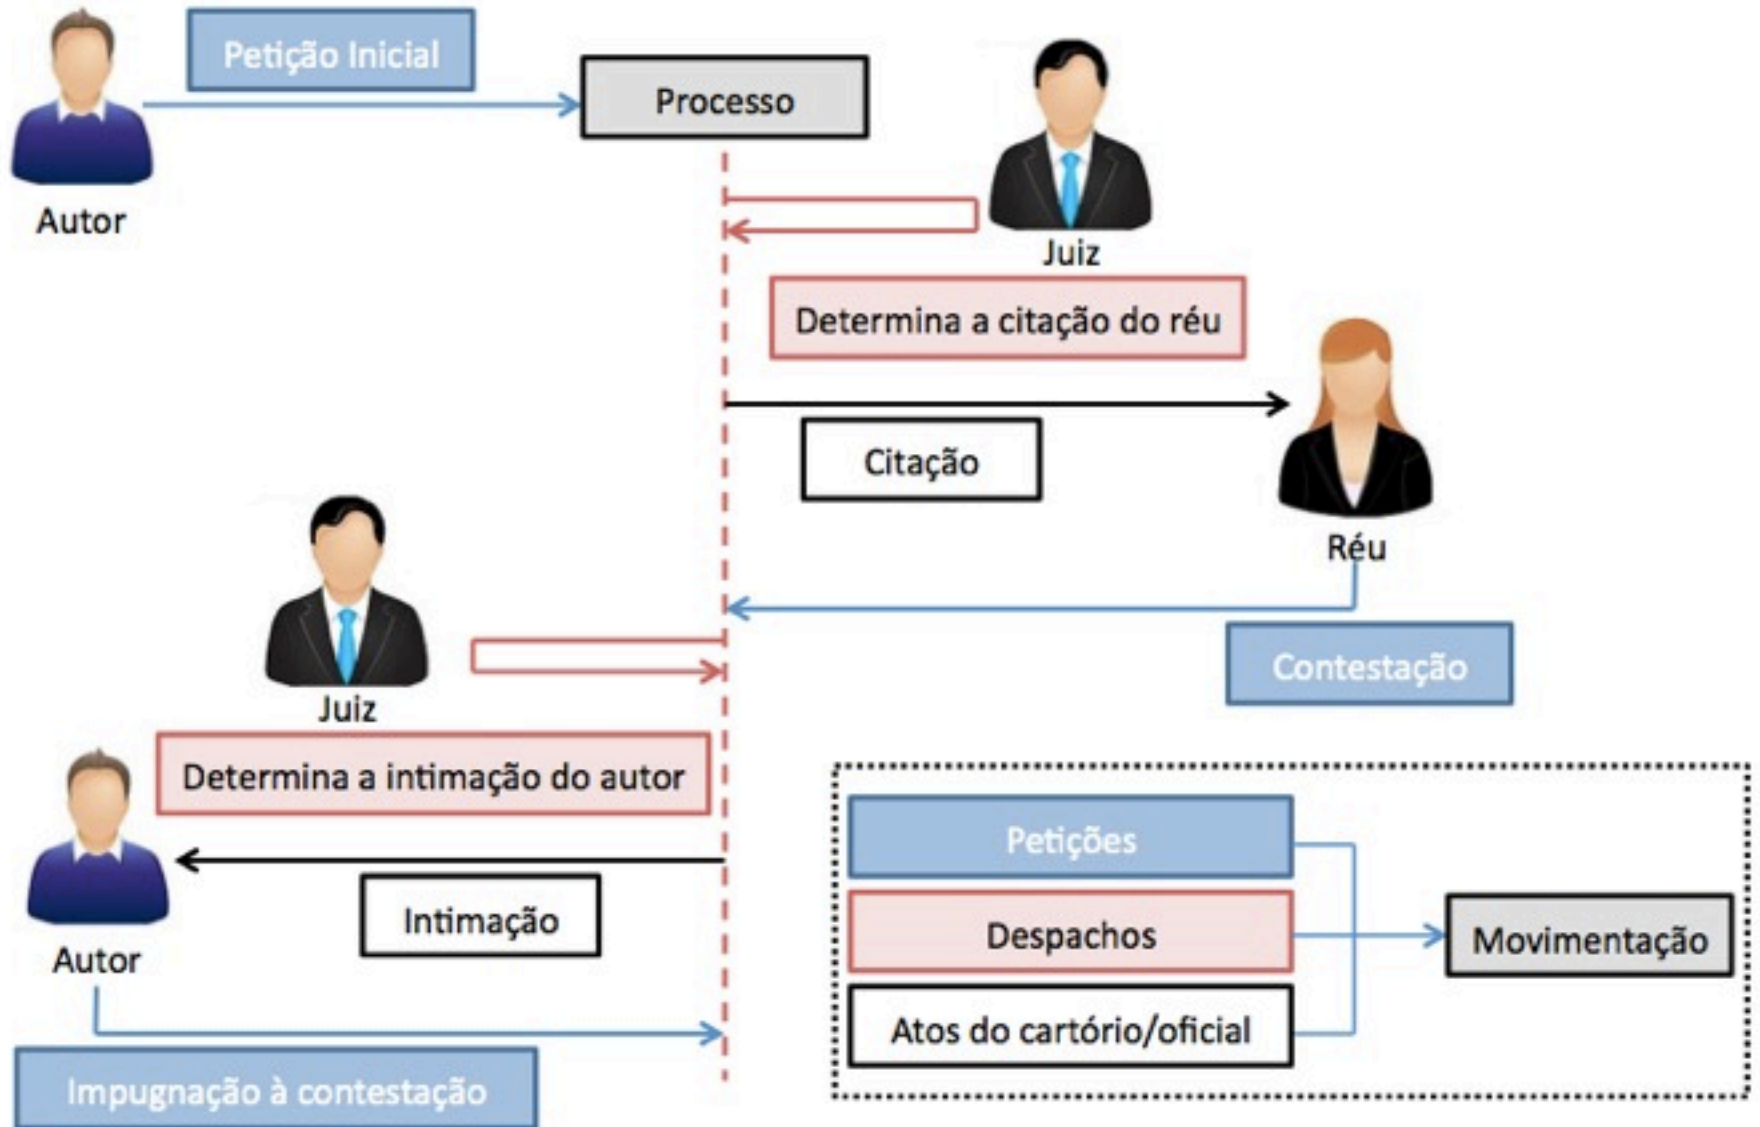 Petição Inicial
Processo
Autor
Juiz
Determina a citação do réu
Citação
Réu
Contestação
Juiz
Determina a intimação do autor
Intimação
Autor
Impugnação à contestação
Petições
Despachos
Atos do cartório/oficial
Movimentação